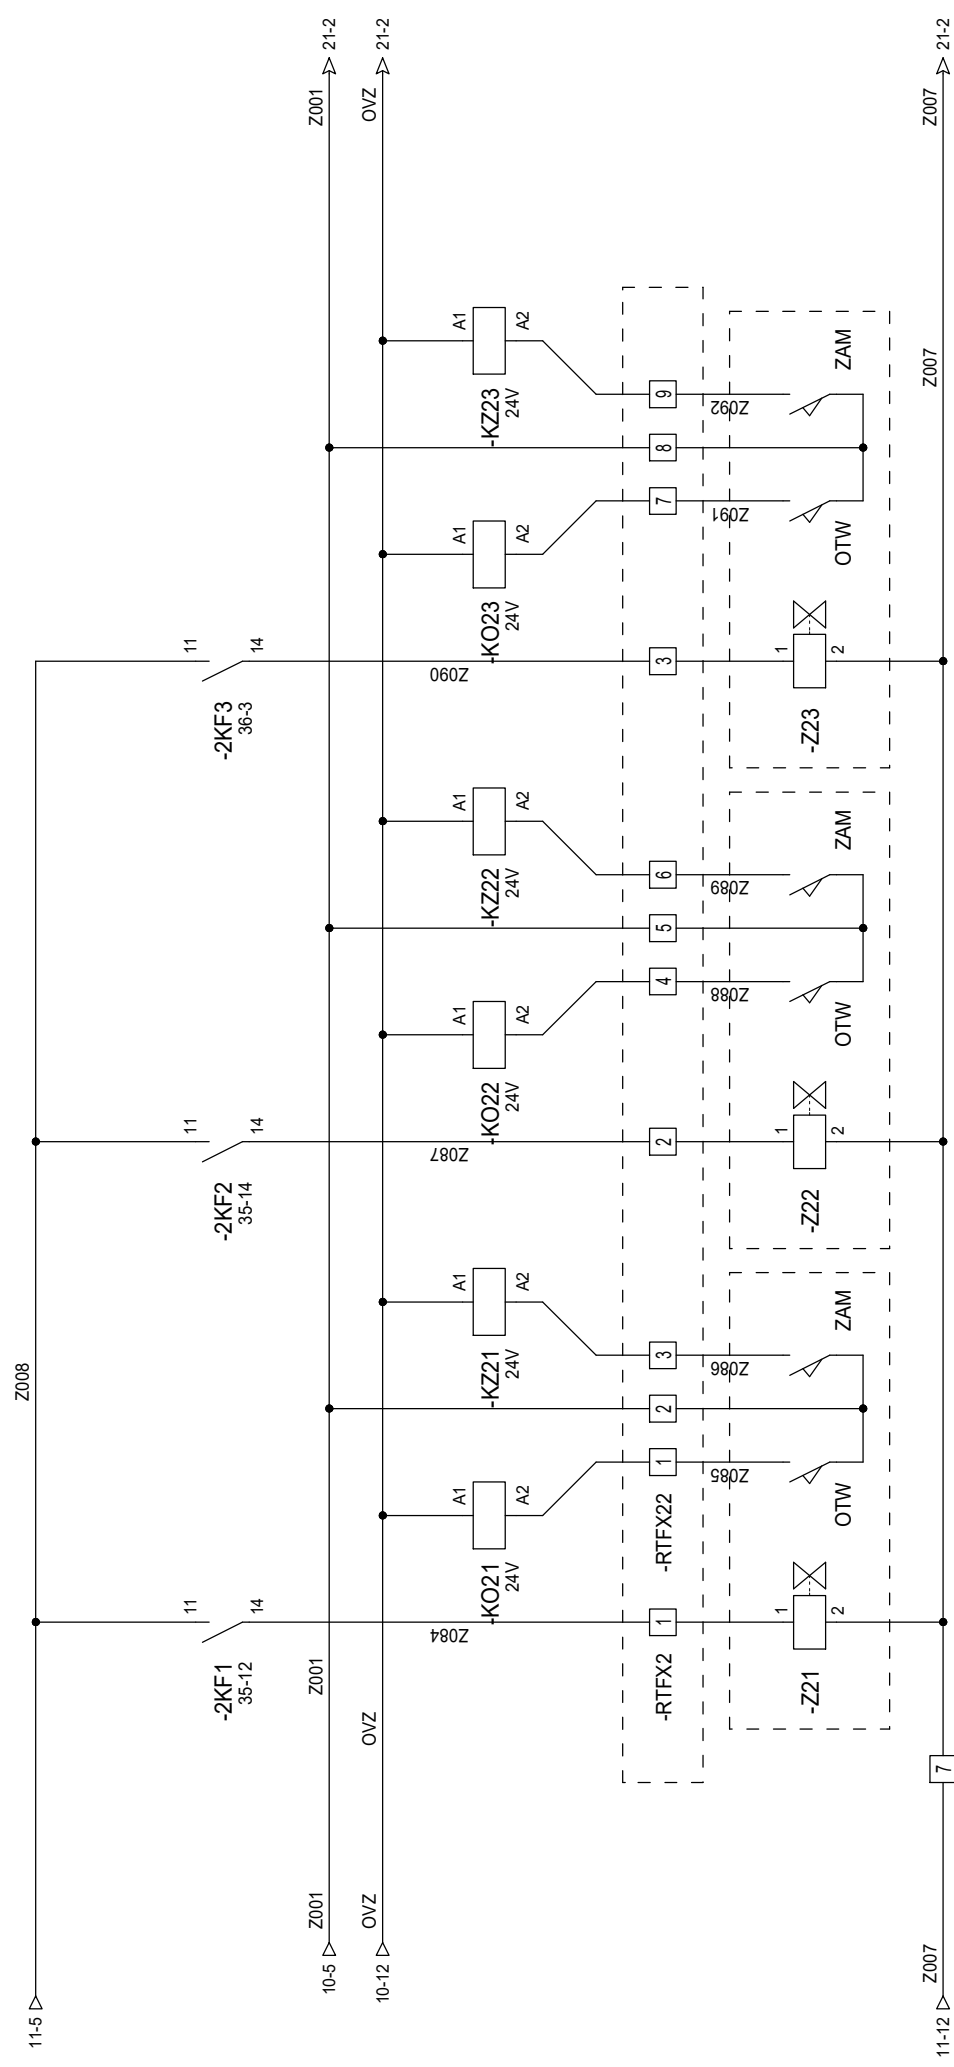 Z008
11-5
11 11 11
-2KF1 -2KF2 -2KF3
35-12 35-14 36-3
14 14 14
Z001 Z001 Z001
10-5 21-2
OVZ OVZ OVZ
10-12 21-2
Z084 Z087 Z090
A1 A1 A1 A1 A1 A1
-KO21 -KZ21 -KO22 -KZ22 -KO23 -KZ23
24V 24V 24V 24V 24V 24V
A2 A2 A2 A2 A2 A2
-RTFX2 1 -RTFX22 1 2 3 2 4 5 6 3 7 8 9
Z085 Z086 Z088 Z089 Z091 Z092
1 1 1
-Z21 -Z22 -Z23
2 2 2
OTW ZAM OTW ZAM OTW ZAM
Z007 Z007 Z007
11-12 7 21-2